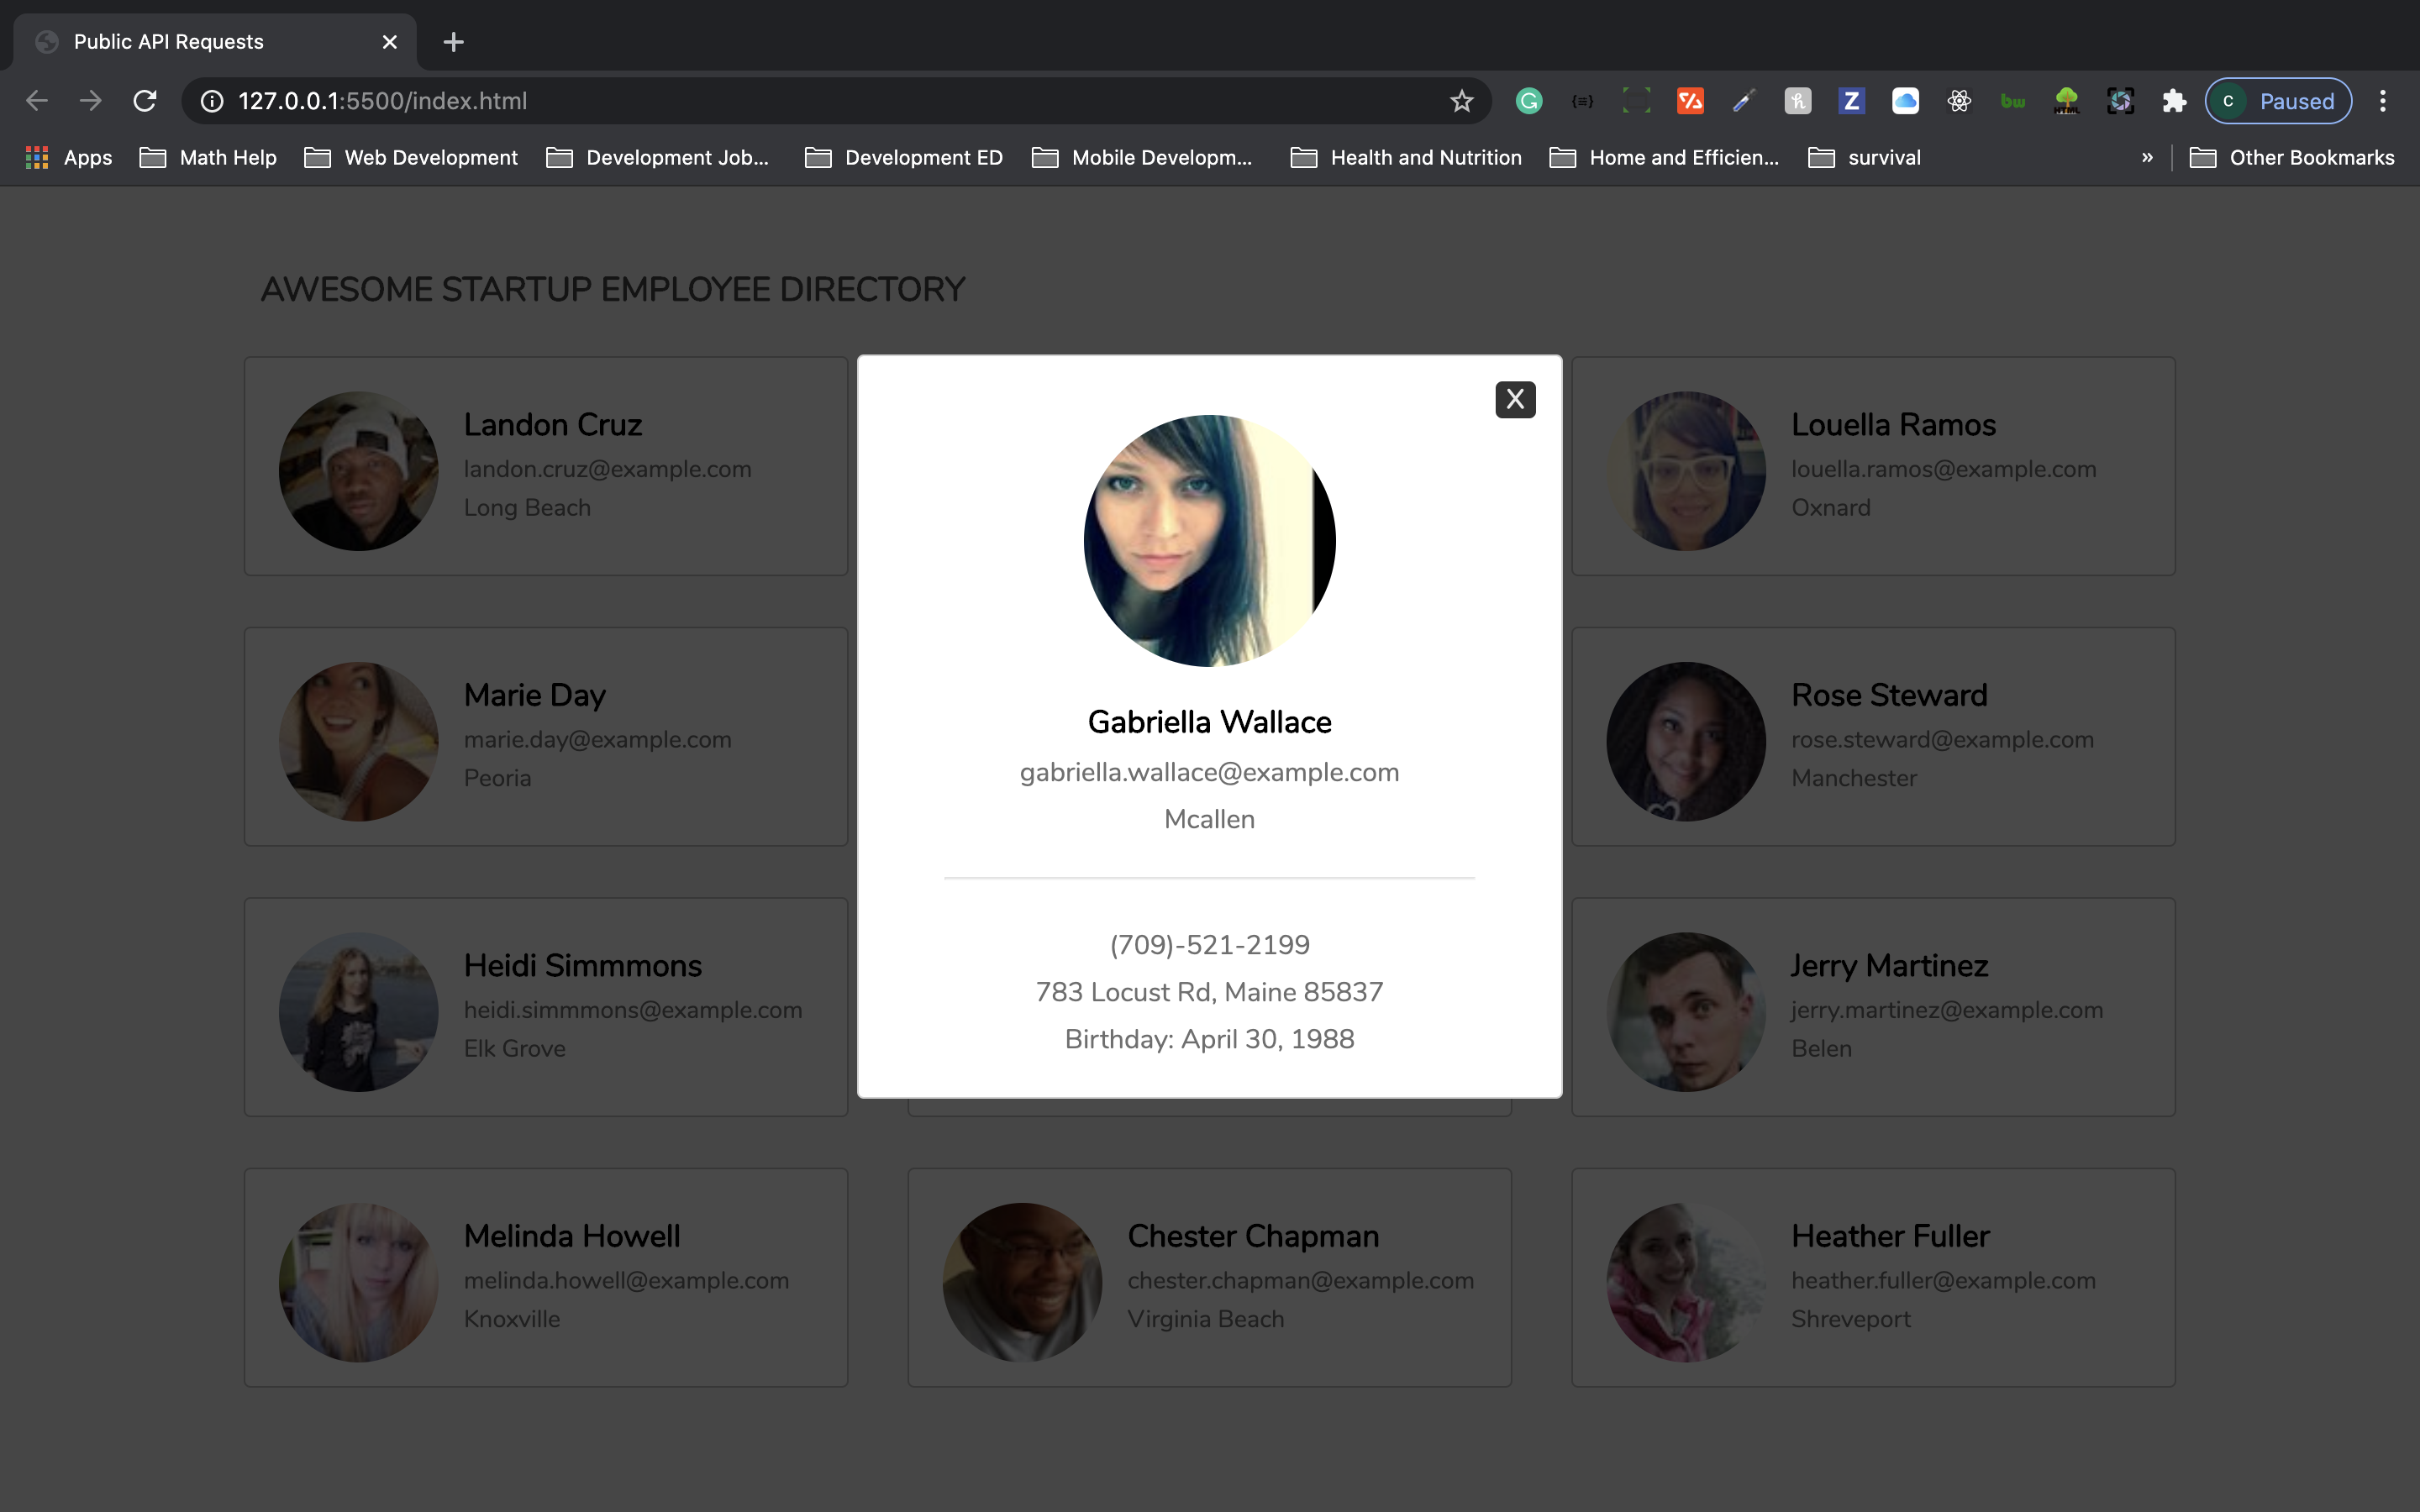 Public API Requests
127.0.0.1:5500/index.html
Paused
Apps
Math Help
Web Development
Development Job...
Development ED
Mobile Developm...
Health and Nutrition
Home and Efficien...
survival
»
Other Bookmarks
AWESOME STARTUP EMPLOYEE DIRECTORY
Landon Cruz
landon.cruz@example.com
Long Beach
X
Gabriella Wallace
gabriella.wallace@example.com
Mcallen
(709)-521-2199
783 Locust Rd, Maine 85837
Birthday: April 30, 1988
Louella Ramos
louella.ramos@example.com
Oxnard
Marie Day
marie.day@example.com
Peoria
Rose Steward
rose.steward@example.com
Manchester
Heidi Simmmons
heidi.simmmons@example.com
Elk Grove
Jerry Martinez
jerry.martinez@example.com
Belen
Melinda Howell
melinda.howell@example.com
Knoxville
Chester Chapman
chester.chapman@example.com
Virginia Beach
Heather Fuller
heather.fuller@example.com
Shreveport